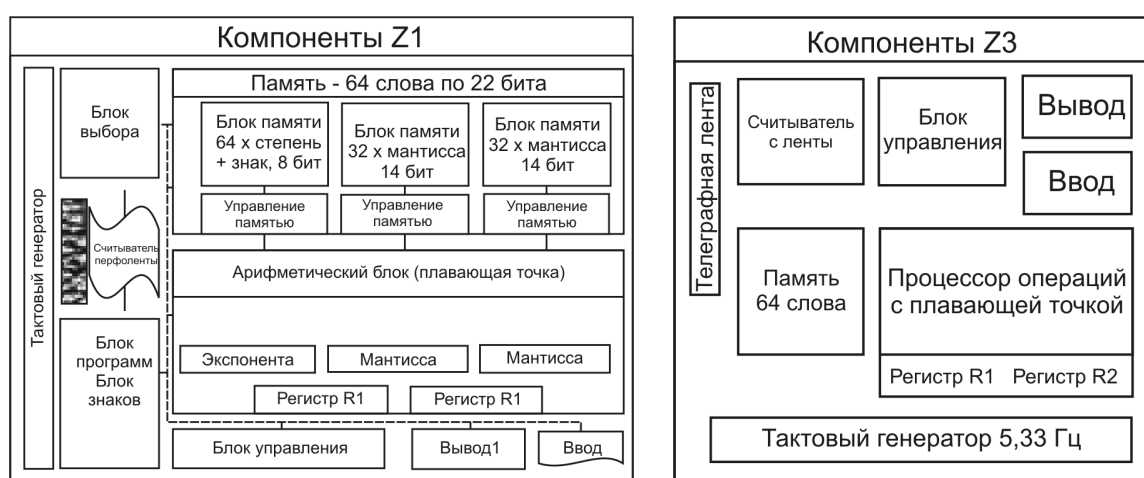 Компоненты Z1
Тактовый генератор
Блок
выбора
Считыватель
перфоленты
Блок
программ
Блок
знаков
Память - 64 слова по 22 бита
Блок памяти
64 x степень
+ знак, 8 бит
Блок памяти
32 x мантисса
14 бит
Блок памяти
32 x мантисса
14 бит
Управление
памятью
Управление
памятью
Управление
памятью
Арифметический блок (плавающая точка)
Экспонента
Мантисса
Мантисса
Регистр R1
Регистр R1
Блок управления
Вывод1
Ввод
Компоненты Z3
Телеграфная лента
Считыватель
с ленты
Блок
управления
Вывод
Ввод
Память
64 слова
Процессор операций
с плавающей точкой
Регистр R1 Регистр R2
Тактовый генератор 5,33 Гц